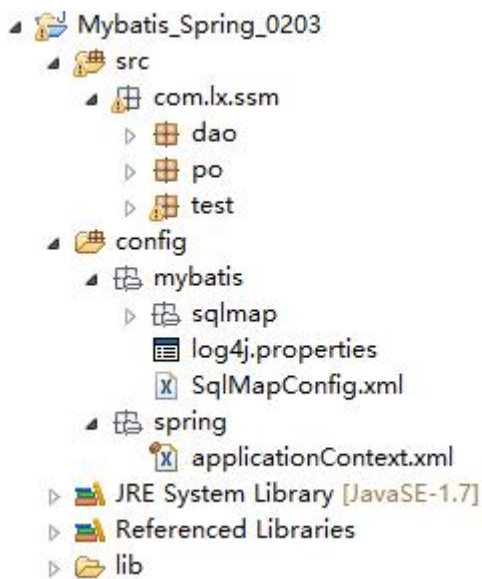 Mybatis_Spring_0203
src
com.lx.ssm
dao
po
test
config
mybatis
sqlmap
log4j.properties
SqlMapConfig.xml
spring
applicationContext.xml
JRE System Library [JavaSE-1.7]
Referenced Libraries
lib